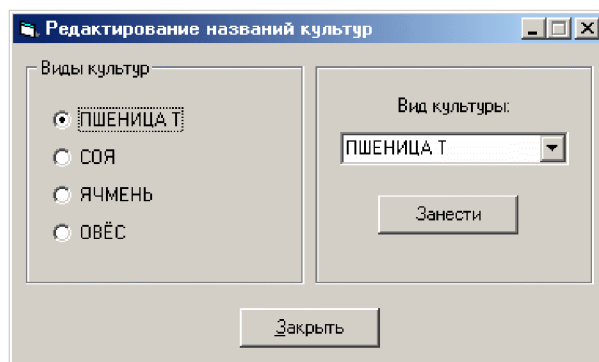 Редактирование названий культур
Виды культур
ПШЕНИЦА Т
СОЯ
ЯЧМЕНЬ
ОВЁС
Вид культуры:
ПШЕНИЦА Т
Занести
Закрыть